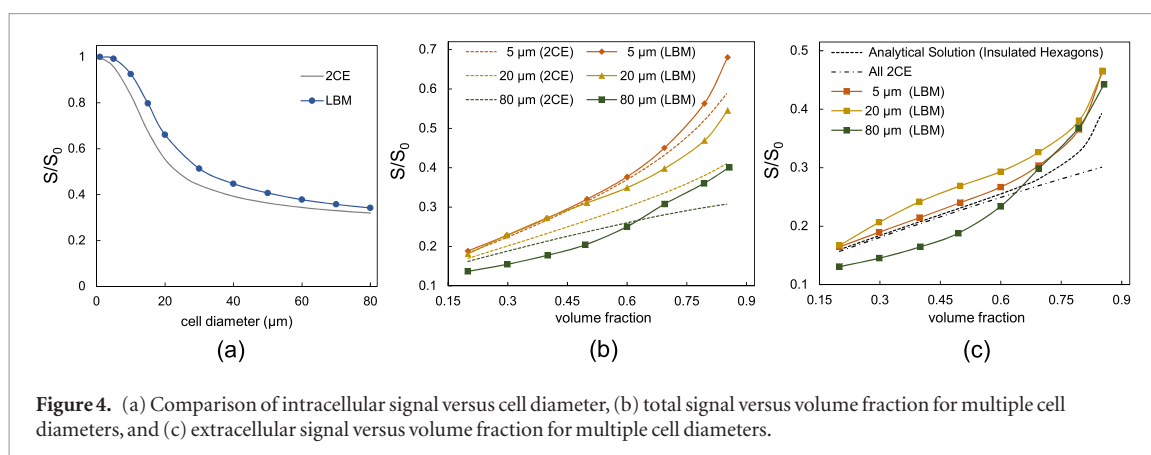 S/S0
1
0.8
0.6
0.4
0.2
0
0 20 40 60 80
cell diameter (µm)
2CE
LBM
(a)
S/S0
0.7
0.6
0.5
0.4
0.3
0.2
0.1
0.15 0.3 0.45 0.6 0.75 0.9
volume fraction
5 µm (2CE) 5 µm (LBM)
20 µm (2CE) 20 µm (LBM)
80 µm (2CE) 80 µm (LBM)
(b)
S/S0
0.5
0.4
0.3
0.2
0.1
0.15 0.3 0.45 0.6 0.75 0.9
volume fraction
Analytical Solution (Insulated Hexagons)
All 2CE
5 µm (LBM)
20 µm (LBM)
80 µm (LBM)
(c)
Figure 4. (a) Comparison of intracellular signal versus cell diameter, (b) total signal versus volume fraction for multiple cell
diameters, and (c) extracellular signal versus volume fraction for multiple cell diameters.